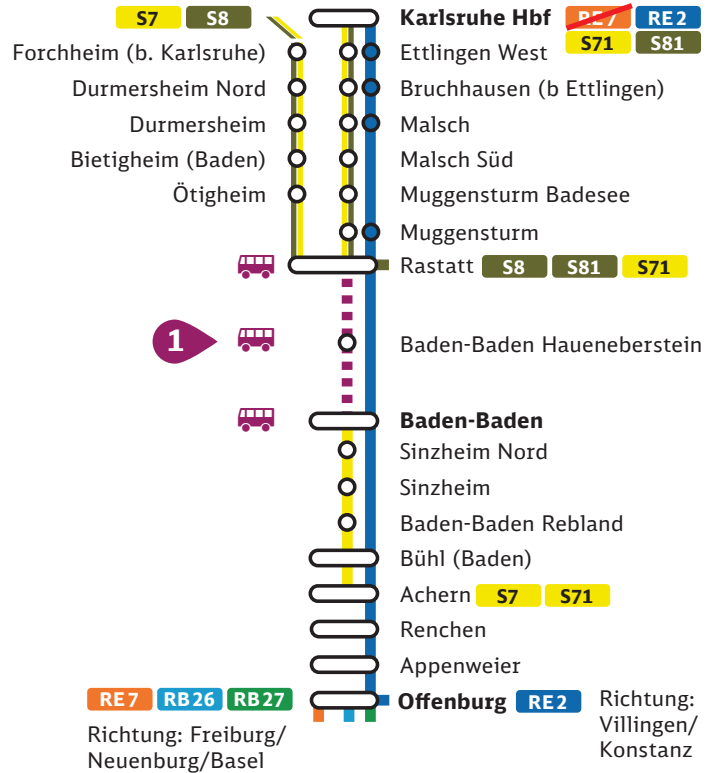 S7 S8
Karlsruhe Hbf RE7 RE2
S71 S81
Forchheim (b. Karlsruhe)
Ettlingen West
Durmersheim Nord
Bruchhausen (b Ettlingen)
Durmersheim
Malsch
Bietigheim (Baden)
Malsch Süd
Ötigheim
Muggensturm Badesee
Muggensturm
Rastatt S8 S81 S71
1
Baden-Baden Haueneberstein
Baden-Baden
Sinzheim Nord
Sinzheim
Baden-Baden Rebland
Bühl (Baden)
Achern S7 S71
Renchen
Appenweier
RE7 RB26 RB27
Offenburg RE2
Richtung: Freiburg/
Neuenburg/Basel
Richtung:
Villingen/
Konstanz